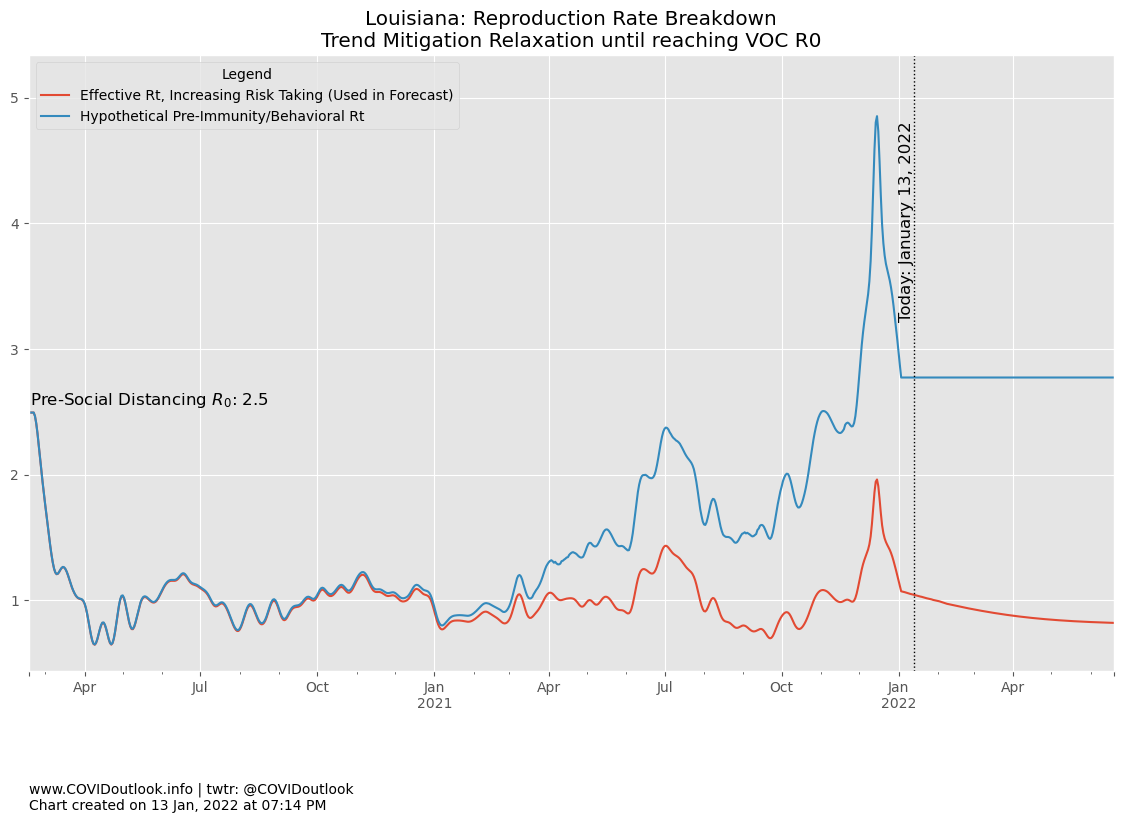 Louisiana: Reproduction Rate Breakdown
Trend Mitigation Relaxation until reaching VOC R0
Legend
Effective Rt, Increasing Risk Taking (Used in Forecast)
Hypothetical Pre-Immunity/Behavioral Rt
5
4
3
2
1
Today: January 13, 2022
Pre-Social Distancing R₀: 2.5
Apr Jul Oct Jan Apr Jul Oct Jan Apr
2021 2022
www.COVIDoutlook.info | twtr: @COVIDoutlook
Chart created on 13 Jan, 2022 at 07:14 PM